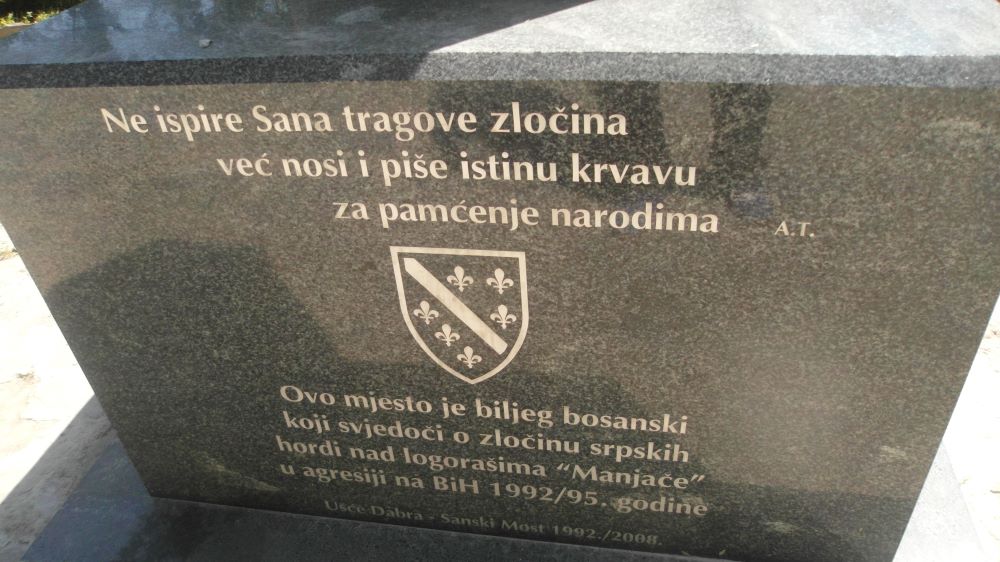 Ne ispire Sana tragove zločina
već nosi i piše istinu krvavu
za pamćenje narodima A.T.
Ovo mjesto je biljeg bosanski
koji svjedoči o zločinu srpskih
hordi nad logorašima “Manjače”
u agresiji na BiH 1992/95. godine
Ušće Dabra - Sanski Most 1992./2008.